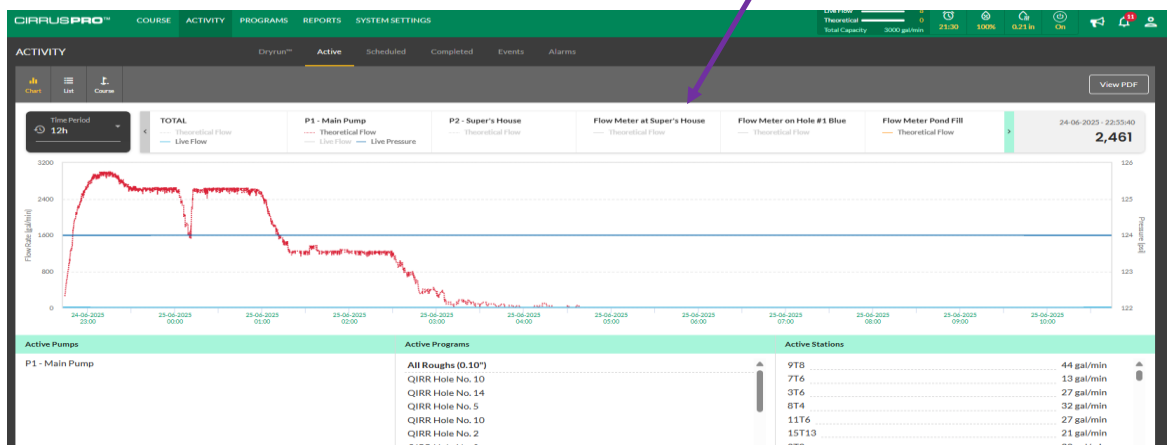 CIRRUSPRO™ COURSE ACTIVITY PROGRAMS REPORTS SYSTEM SETTINGS
Live Flow 0
Theoretical 0
Total Capacity 3000 gal/min
21:30 100% 0.21 in On 11
ACTIVITY Dryrun™ Active Scheduled Completed Events Alarms
Chart List Course View PDF
Time Period
12h
TOTAL
Theoretical Flow
Live Flow
P1 - Main Pump
Theoretical Flow
Live Flow Live Pressure
P2 - Super's House
Theoretical Flow
Flow Meter at Super's House
Theoretical Flow
Flow Meter on Hole #1 Blue
Theoretical Flow
Flow Meter Pond Fill
Theoretical Flow
24-06-2025 - 22:55:40
2,461
Flow Rate [gal/min]
3200
2400
1600
800
0
126
125
124
123
122
Pressure [psi]
24-06-2025 25-06-2025 25-06-2025 25-06-2025 25-06-2025 25-06-2025 25-06-2025 25-06-2025 25-06-2025 25-06-2025 25-06-2025 25-06-2025
23:00 00:00 01:00 02:00 03:00 04:00 05:00 06:00 07:00 08:00 09:00 10:00
Active Pumps
P1 - Main Pump
Active Programs
All Roughs (0.10")
QIRR Hole No. 10
QIRR Hole No. 14
QIRR Hole No. 5
QIRR Hole No. 10
QIRR Hole No. 2
Active Stations
9T8 44 gal/min
7T6 13 gal/min
3T6 27 gal/min
8T4 32 gal/min
11T6 27 gal/min
15T13 21 gal/min